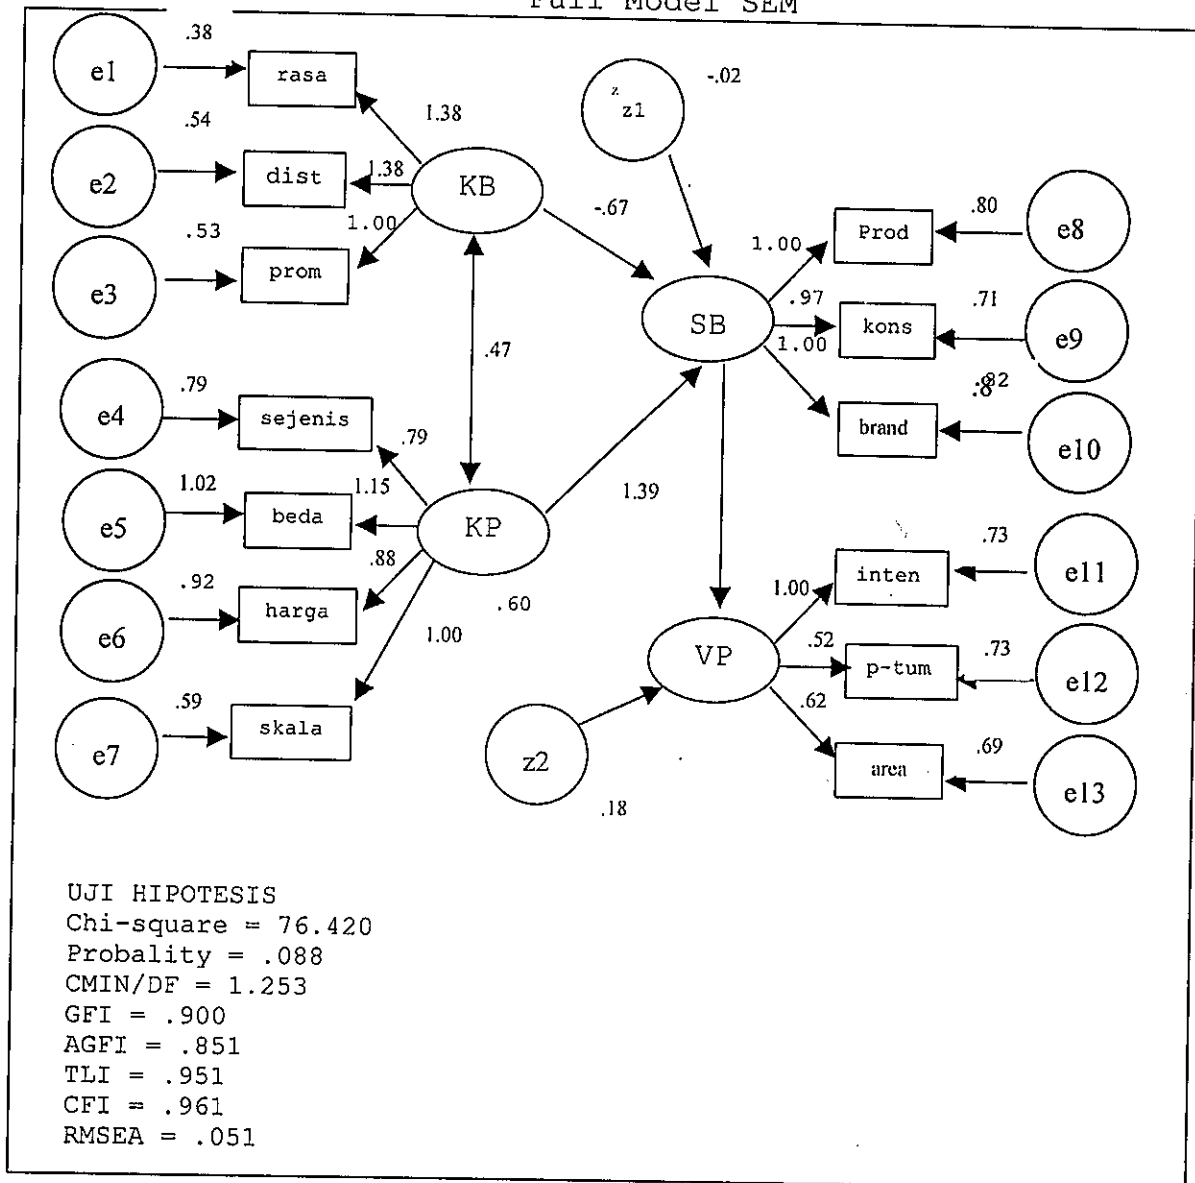 Full Model SEM
e1
.38
rasa
1.38
e2
.54
dist
1.38
KB
e3
.53
prom
1.00
z
z1
-.02
-.67
.47
SB
1.00
Prod
.80
e8
.97
kons
.71
e9
1.00
brand
e10
e4
.79
sejenis
.79
e5
1.02
beda
1.15
KP
e6
.92
harga
.88
.60
1.39
e7
.59
skala
1.00
VP
1.00
inten
.73
e11
.52
p-tum
.73
e12
.62
area
.69
e13
z2
.18
UJI HIPOTESIS
Chi-square = 76.420
Probality = .088
CMIN/DF = 1.253
GFI = .900
AGFI = .851
TLI = .951
CFI = .961
RMSEA = .051